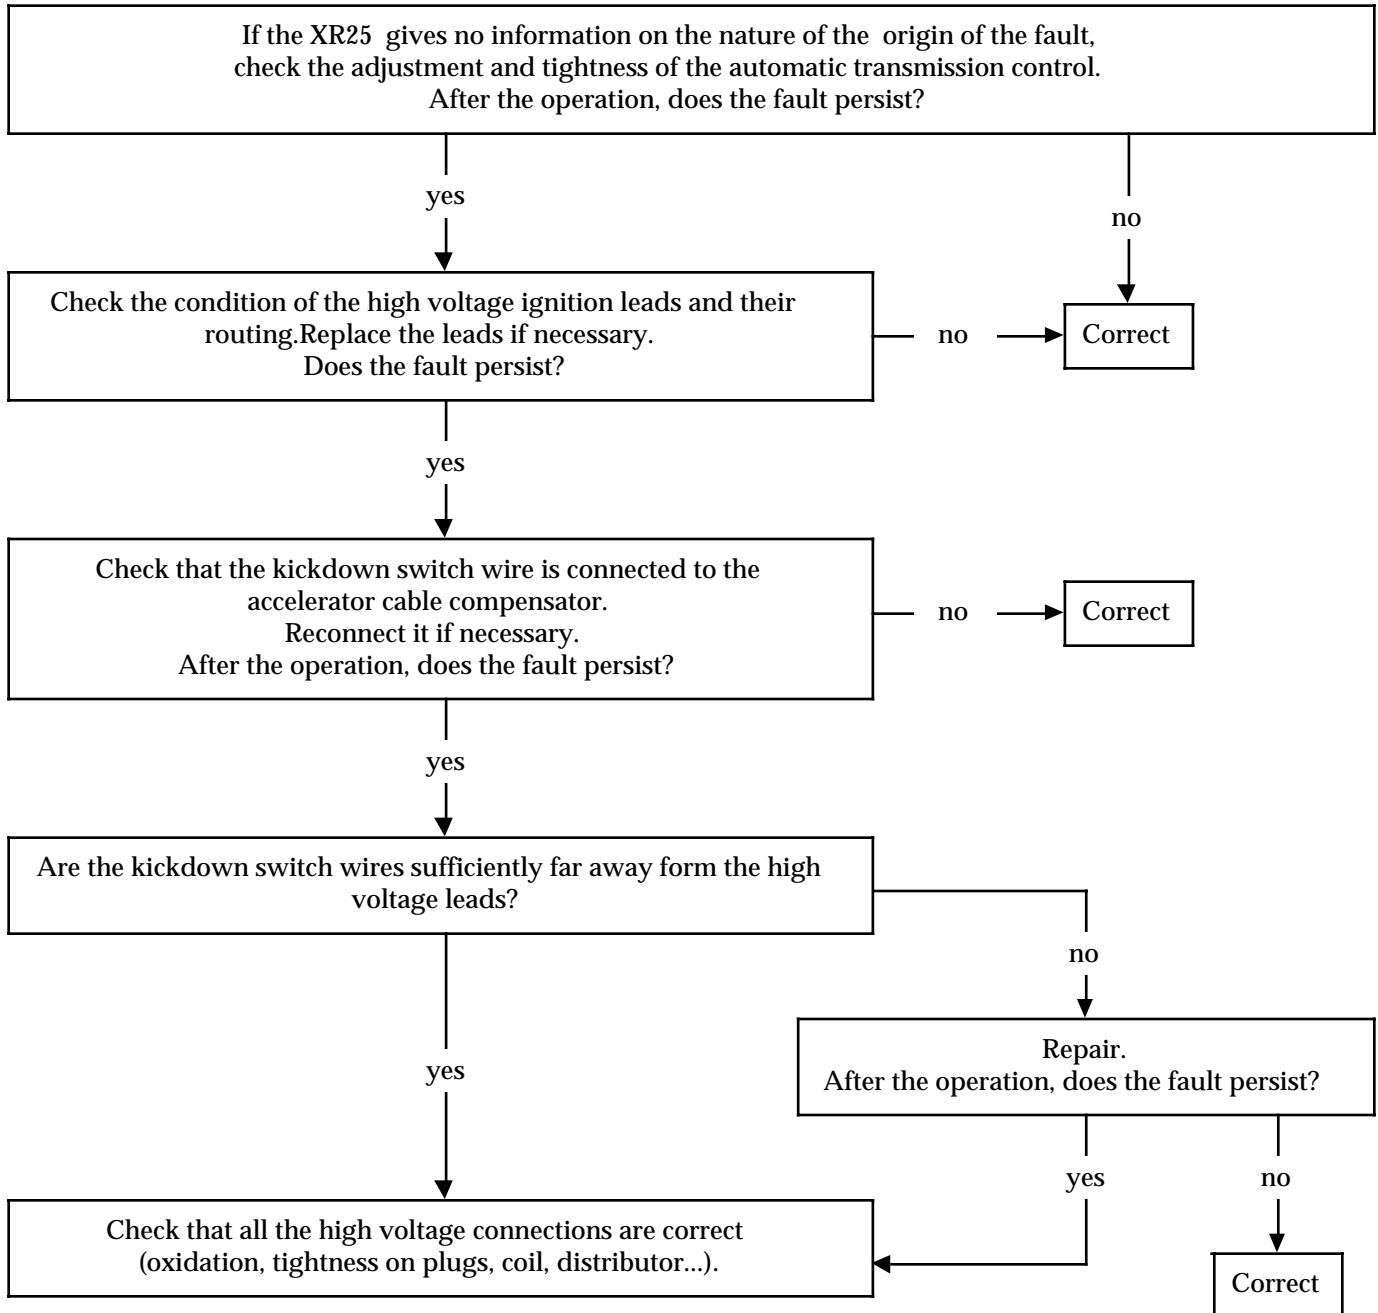 If the XR25 gives no information on the nature of the origin of the fault,
check the adjustment and tightness of the automatic transmission control.
After the operation, does the fault persist?
yes
no
Check the condition of the high voltage ignition leads and their
routing.Replace the leads if necessary.
Does the fault persist?
no
Correct
yes
Check that the kickdown switch wire is connected to the
accelerator cable compensator.
Reconnect it if necessary.
After the operation, does the fault persist?
no
Correct
yes
Are the kickdown switch wires sufficiently far away form the high
voltage leads?
no
yes
Repair.
After the operation, does the fault persist?
yes
no
Check that all the high voltage connections are correct
(oxidation, tightness on plugs, coil, distributor...).
Correct